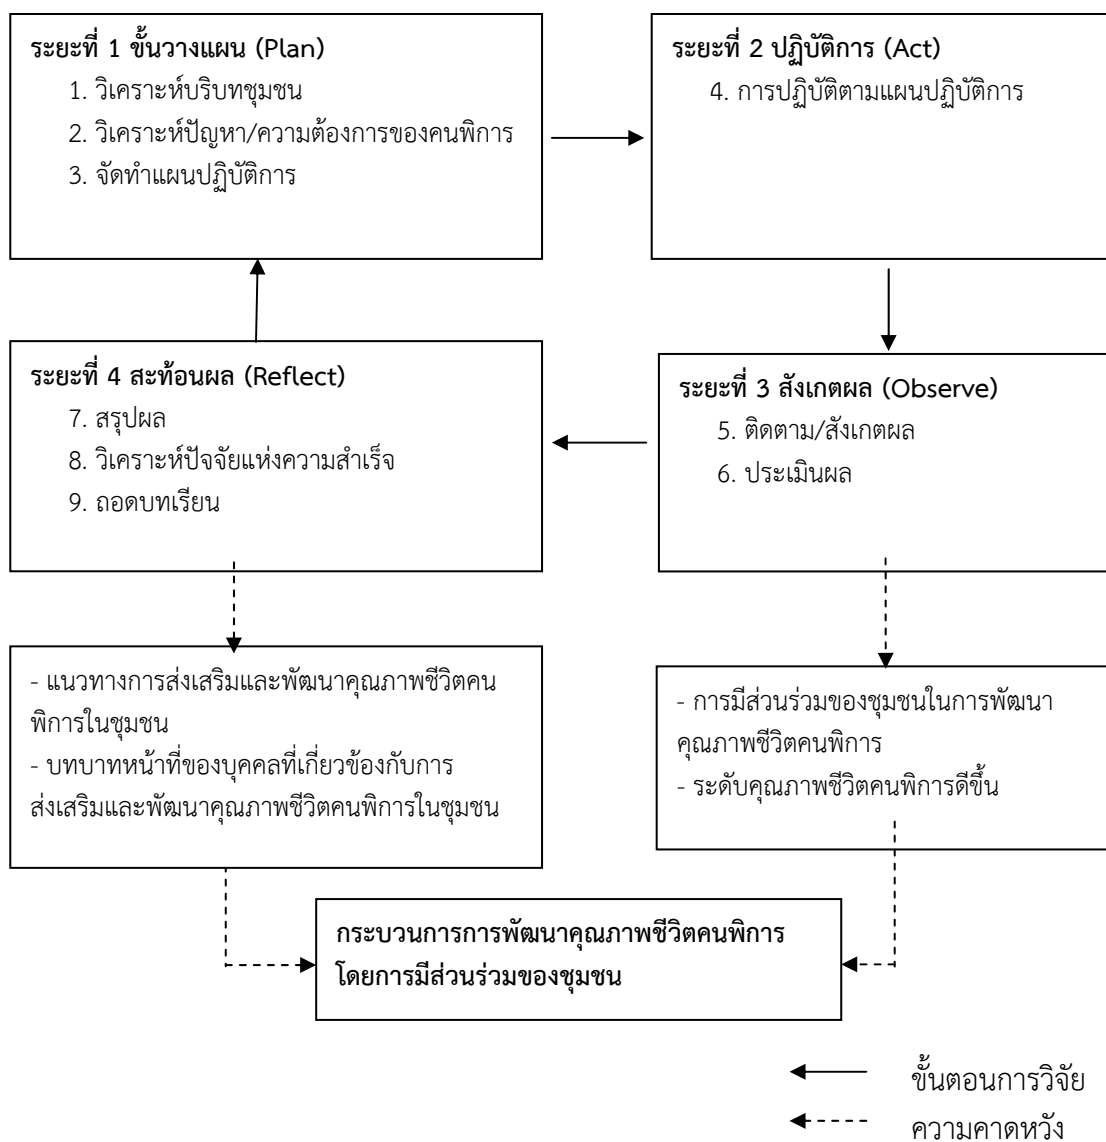 ระยะที่ 1 ขั้นวางแผน (Plan)
1. วิเคราะห์บริบทชุมชน
2. วิเคราะห์ปัญหา/ความต้องการของคนพิการ
3. จัดทำแผนปฏิบัติการ
ระยะที่ 2 ปฏิบัติการ (Act)
4. การปฏิบัติตามแผนปฏิบัติการ
ระยะที่ 3 สังเกตผล (Observe)
5. ติดตาม/สังเกตผล
6. ประเมินผล
ระยะที่ 4 สะท้อนผล (Reflect)
7. สรุปผล
8. วิเคราะห์ปัจจัยแห่งความสำเร็จ
9. ถอดบทเรียน
- แนวทางการส่งเสริมและพัฒนาคุณภาพชีวิตคน
พิการในชุมชน
- บทบาทหน้าที่ของบุคคลที่เกี่ยวข้องกับการ
ส่งเสริมและพัฒนาคุณภาพชีวิตคนพิการในชุมชน
- การมีส่วนร่วมของชุมชนในการพัฒนา
คุณภาพชีวิตคนพิการ
- ระดับคุณภาพชีวิตคนพิการดีขึ้น
กระบวนการการพัฒนาคุณภาพชีวิตคนพิการ
โดยการมีส่วนร่วมของชุมชน
ขั้นตอนการวิจัย
ความคาดหวัง